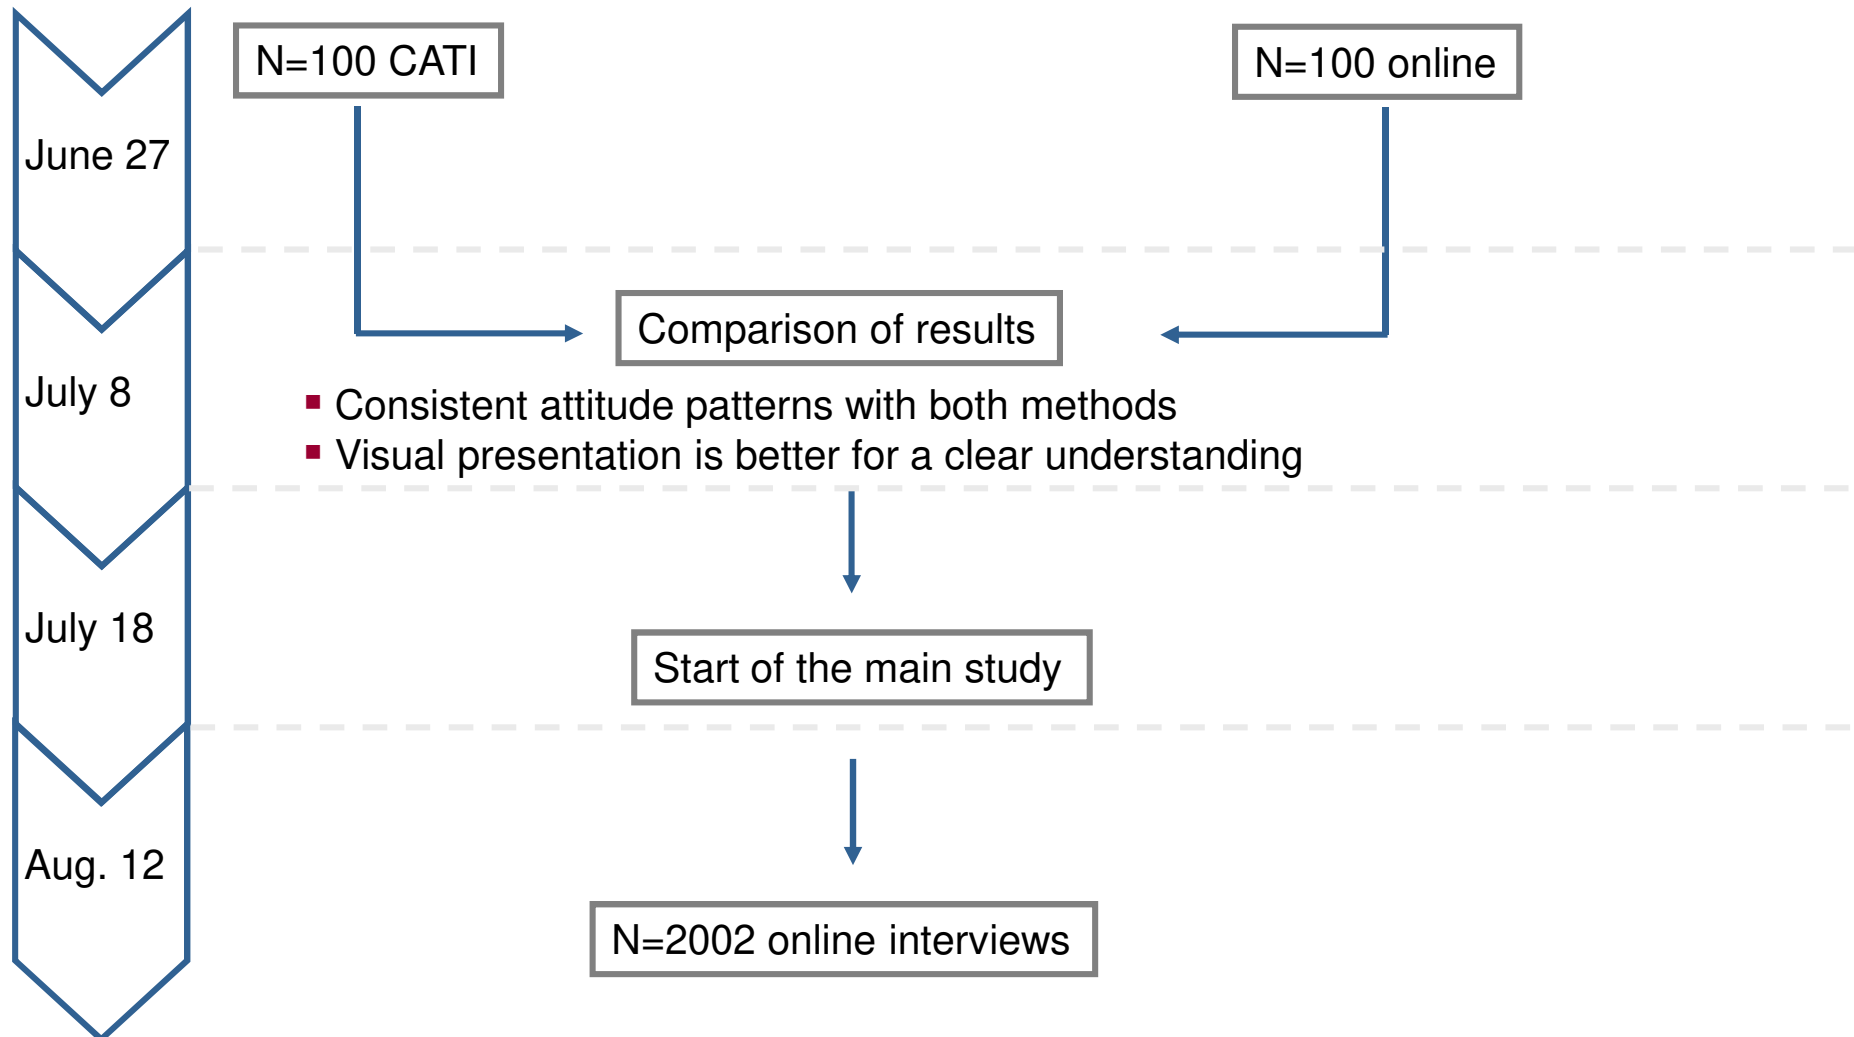 N=100 CATI
N=100 online
June 27
Comparison of results
July 8
▪ Consistent attitude patterns with both methods
▪ Visual presentation is better for a clear understanding
July 18
Start of the main study
Aug. 12
N=2002 online interviews